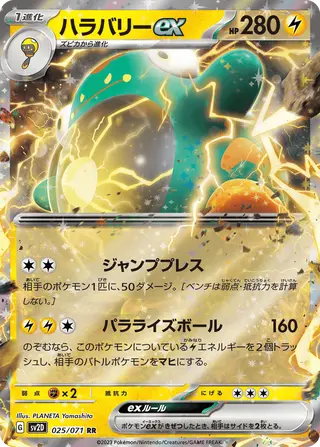 1進化
ハラバリーex
HP 280
ズピカから進化
ジャンププレス
相手のポケモン1匹に、50ダメージ。[ベンチは弱点・抵抗力を計算しない。]
パラライズボール 160
のぞむなら、このポケモンについているエネルギーを2個トラッシュし、相手のバトルポケモンをマヒにする。
弱点 ×2 抵抗力 にげる
Illus. PLANETA Yamashita
exルール
ポケモンexがきぜつしたとき、相手はサイドを2枚とる。
G sv2D 025/071 RR
©2023 Pokémon/Nintendo/Creatures/GAME FREAK.